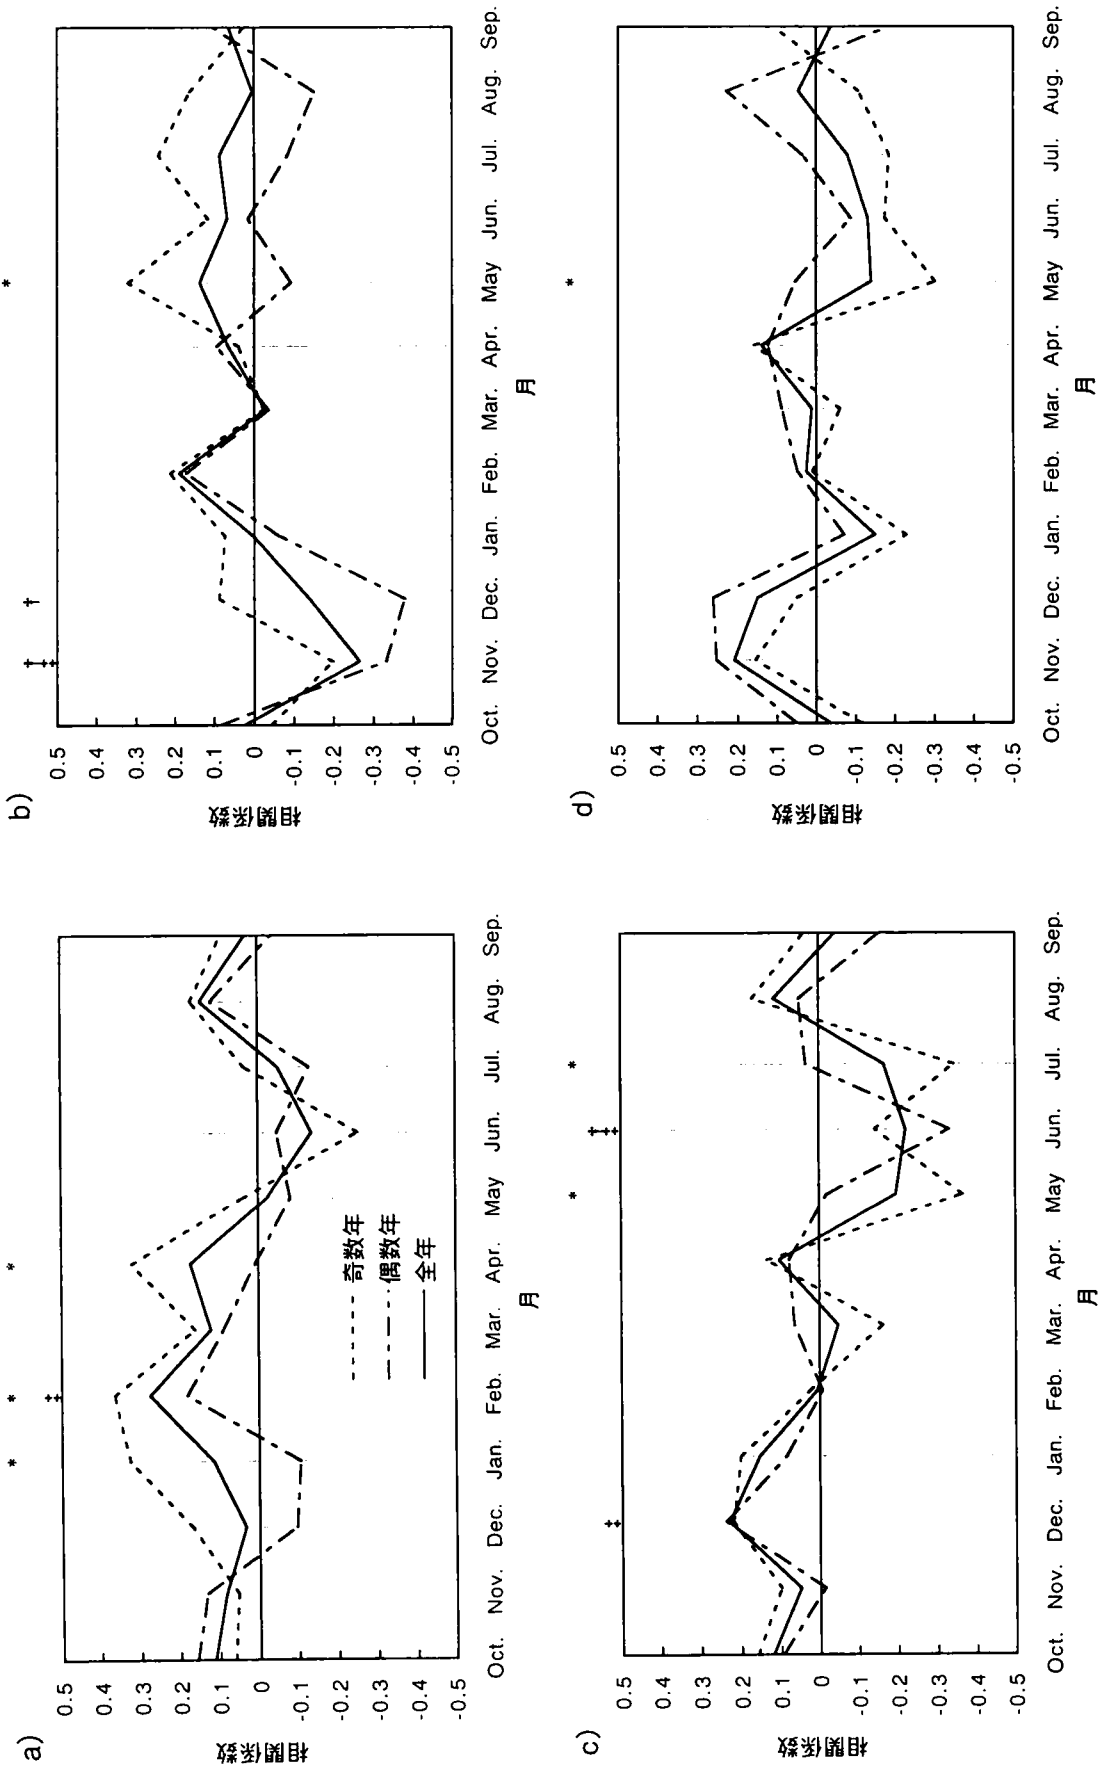 a)
* * *
‡
相関係数
0.5
0.4
0.3
0.2
0.1
0
-0.1
-0.2
-0.3
-0.4
-0.5
Oct. Nov. Dec. Jan. Feb. Mar. Apr. May Jun. Jul. Aug. Sep.
月
奇数年
偶数年
全年
b)
*
† †
‡
相関係数
0.5
0.4
0.3
0.2
0.1
0
-0.1
-0.2
-0.3
-0.4
-0.5
Oct. Nov. Dec. Jan. Feb. Mar. Apr. May Jun. Jul. Aug. Sep.
月
c)
* *
†
‡ ‡
相関係数
0.5
0.4
0.3
0.2
0.1
0
-0.1
-0.2
-0.3
-0.4
-0.5
Oct. Nov. Dec. Jan. Feb. Mar. Apr. May Jun. Jul. Aug. Sep.
月
d)
*
相関係数
0.5
0.4
0.3
0.2
0.1
0
-0.1
-0.2
-0.3
-0.4
-0.5
Oct. Nov. Dec. Jan. Feb. Mar. Apr. May Jun. Jul. Aug. Sep.
月